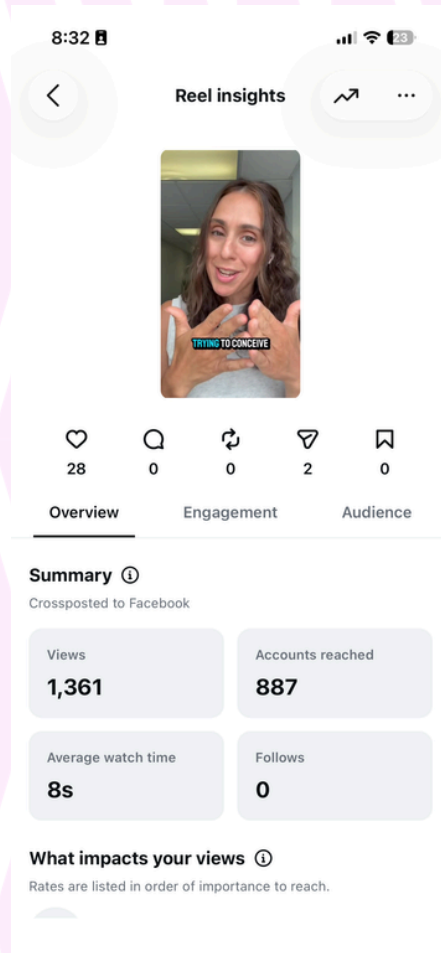 8:32
23
Reel insights
TRYING TO CONCEIVE
28 0 0 2 0
Overview Engagement Audience
Summary
Crossposted to Facebook
Views Accounts reached
1,361 887
Average watch time Follows
8s 0
What impacts your views
Rates are listed in order of importance to reach.